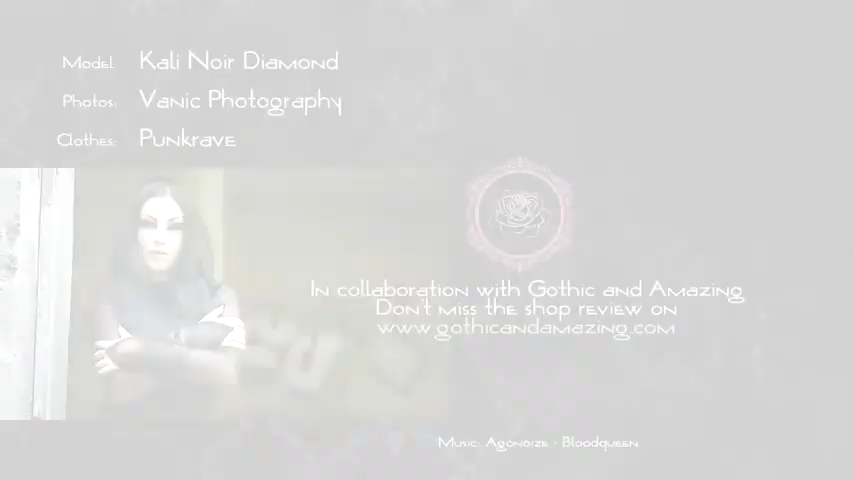 Model: Kali Noir Diamond
Photos: Vanic Photography
Clothes: Punkrave
In collaboration with Gothic and Amazing
Don't miss the shop review on
www.gothicandamazing.com
Music: Agonoize - Bloodqueen